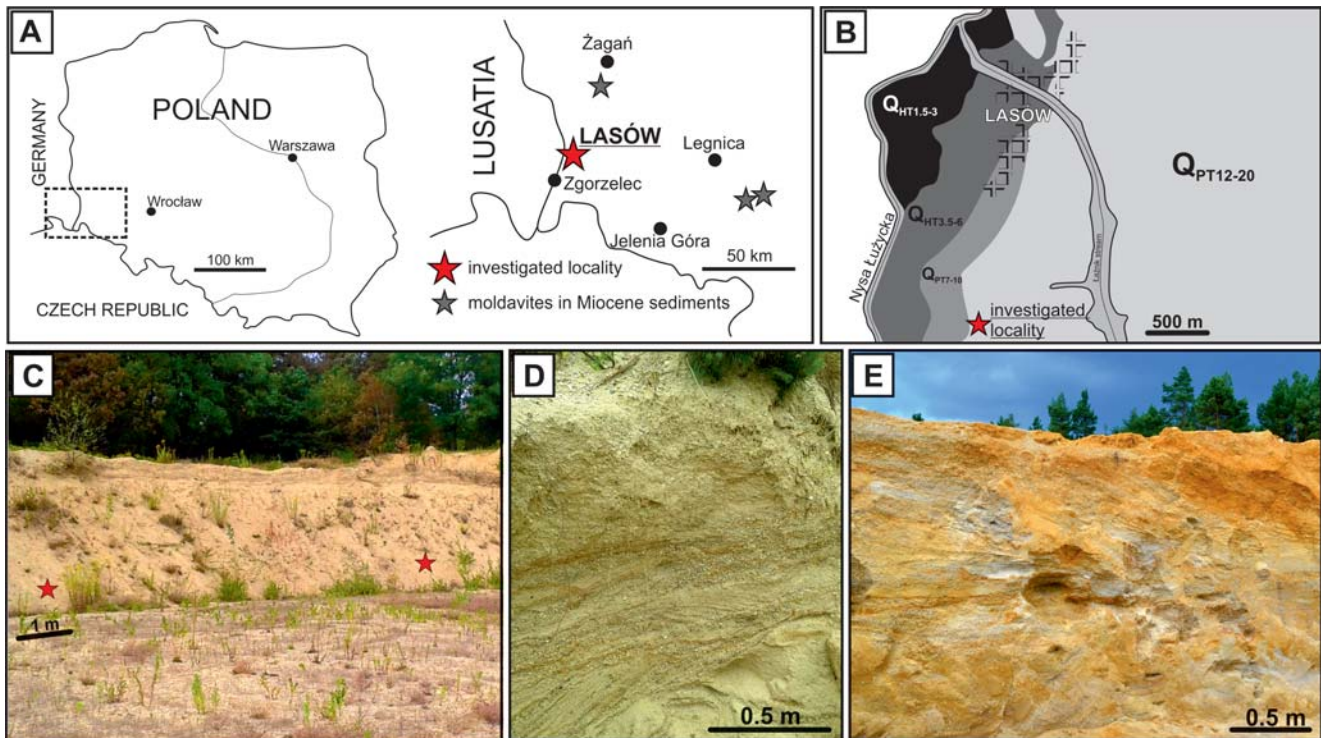 A
GERMANY
POLAND
Warszawa
Wrocław
100 km
CZECH REPUBLIC
LUSATIA
Żagań
LASÓW
Legnica
Zgorzelec
Jelenia Góra
50 km
investigated locality
moldavites in Miocene sediments
B
QHT1.5-3
LASÓW
QPT12-20
QHT3.5-6
Nysa Łużycka
QPT7-10
investigated
locality
500 m
C
1 m
D
0.5 m
E
0.5 m